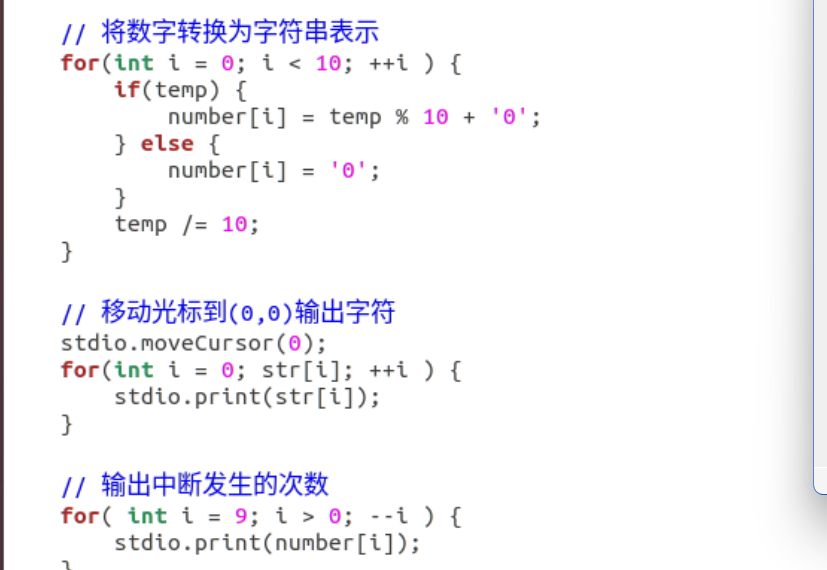 // 将数字转换为字符串表示
for(int i = 0; i < 10; ++i ) {
    if(temp) {
        number[i] = temp % 10 + '0';
    } else {
        number[i] = '0';
    }
    temp /= 10;
}
// 移动光标到(0,0)输出字符
stdio.moveCursor(0);
for(int i = 0; str[i]; ++i ) {
    stdio.print(str[i]);
}
// 输出中断发生的次数
for( int i = 9; i > 0; --i ) {
    stdio.print(number[i]);
}